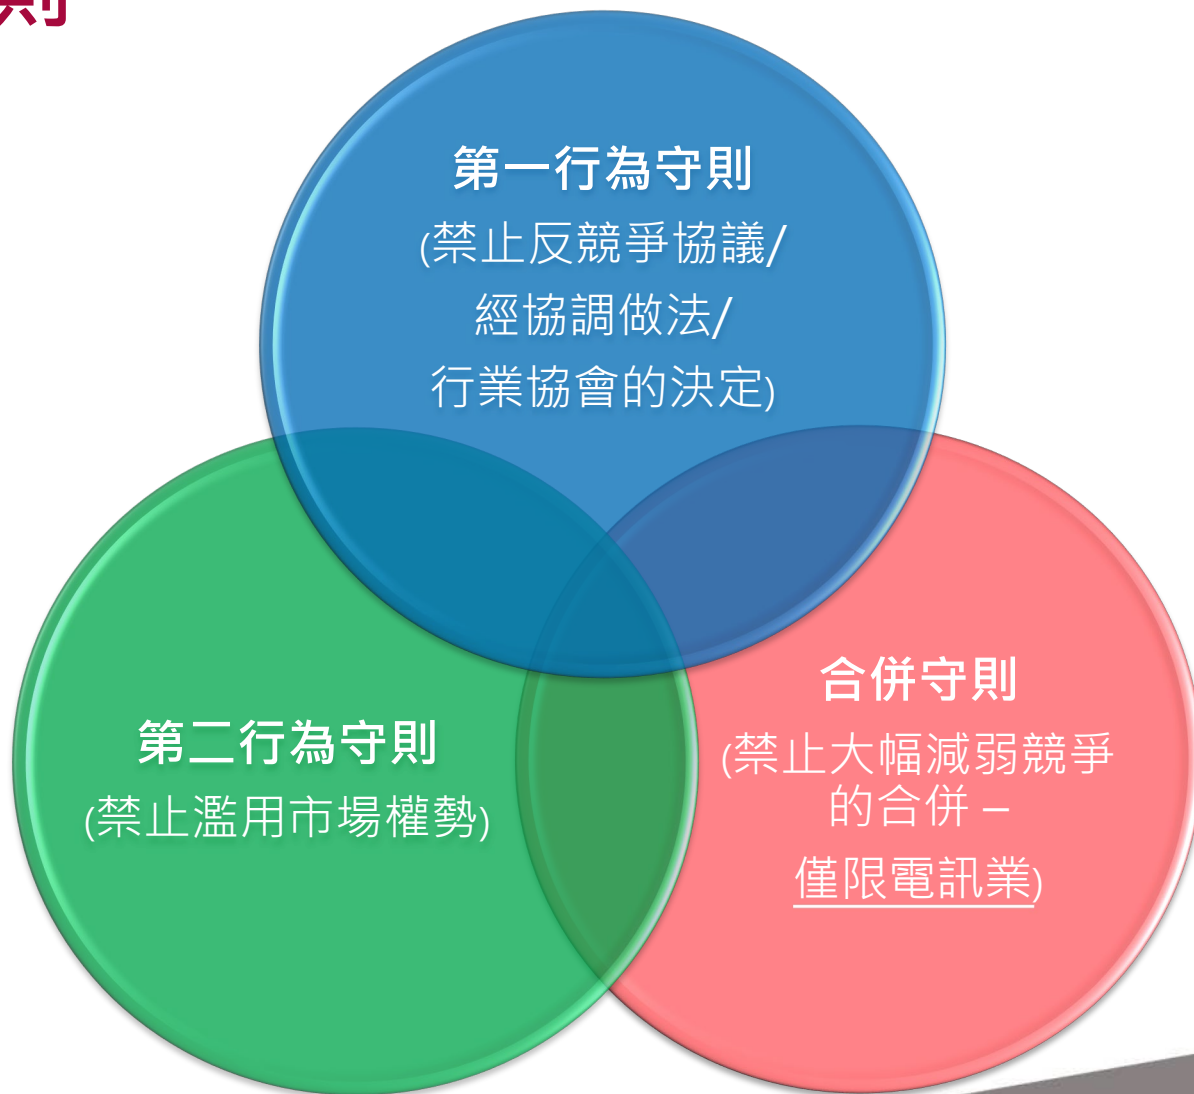 則
第一行為守則
(禁止反競爭協議/
經協調做法/
行業協會的決定)
第二行為守則
(禁止濫用市場權勢)
合併守則
(禁止大幅減弱競爭
的合併 –
僅限電訊業)